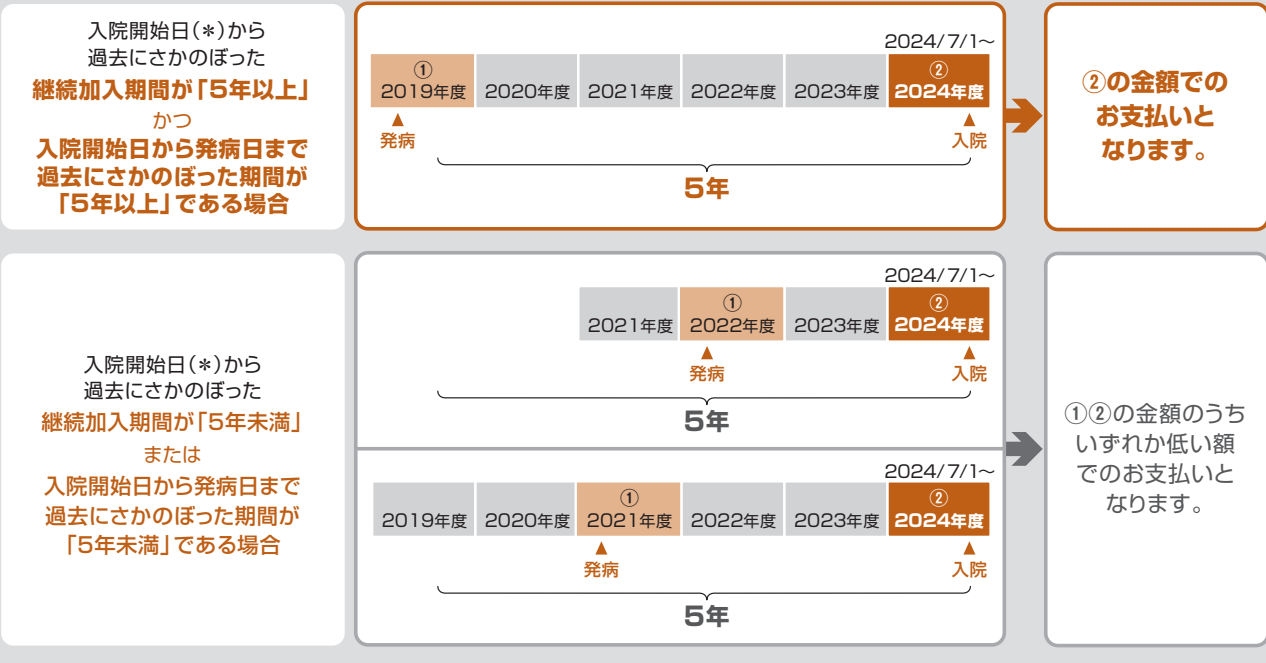 入院開始日(＊)から
過去にさかのぼった
継続加入期間が「5年以上」
かつ
入院開始日から発病日まで
過去にさかのぼった期間が
「5年以上」である場合
2024/7/1～
① ②
2019年度 2020年度 2021年度 2022年度 2023年度 2024年度
▲ ▲
発病 入院
5年
②の金額での
お支払いと
なります。
入院開始日(＊)から
過去にさかのぼった
継続加入期間が「5年未満」
または
入院開始日から発病日まで
過去にさかのぼった期間が
「5年未満」である場合
2024/7/1～
① ②
2021年度 2022年度 2023年度 2024年度
▲ ▲
発病 入院
5年
2024/7/1～
① ②
2019年度 2020年度 2021年度 2022年度 2023年度 2024年度
▲ ▲
発病 入院
5年
①②の金額のうち
いずれか低い額
でのお支払いと
なります。